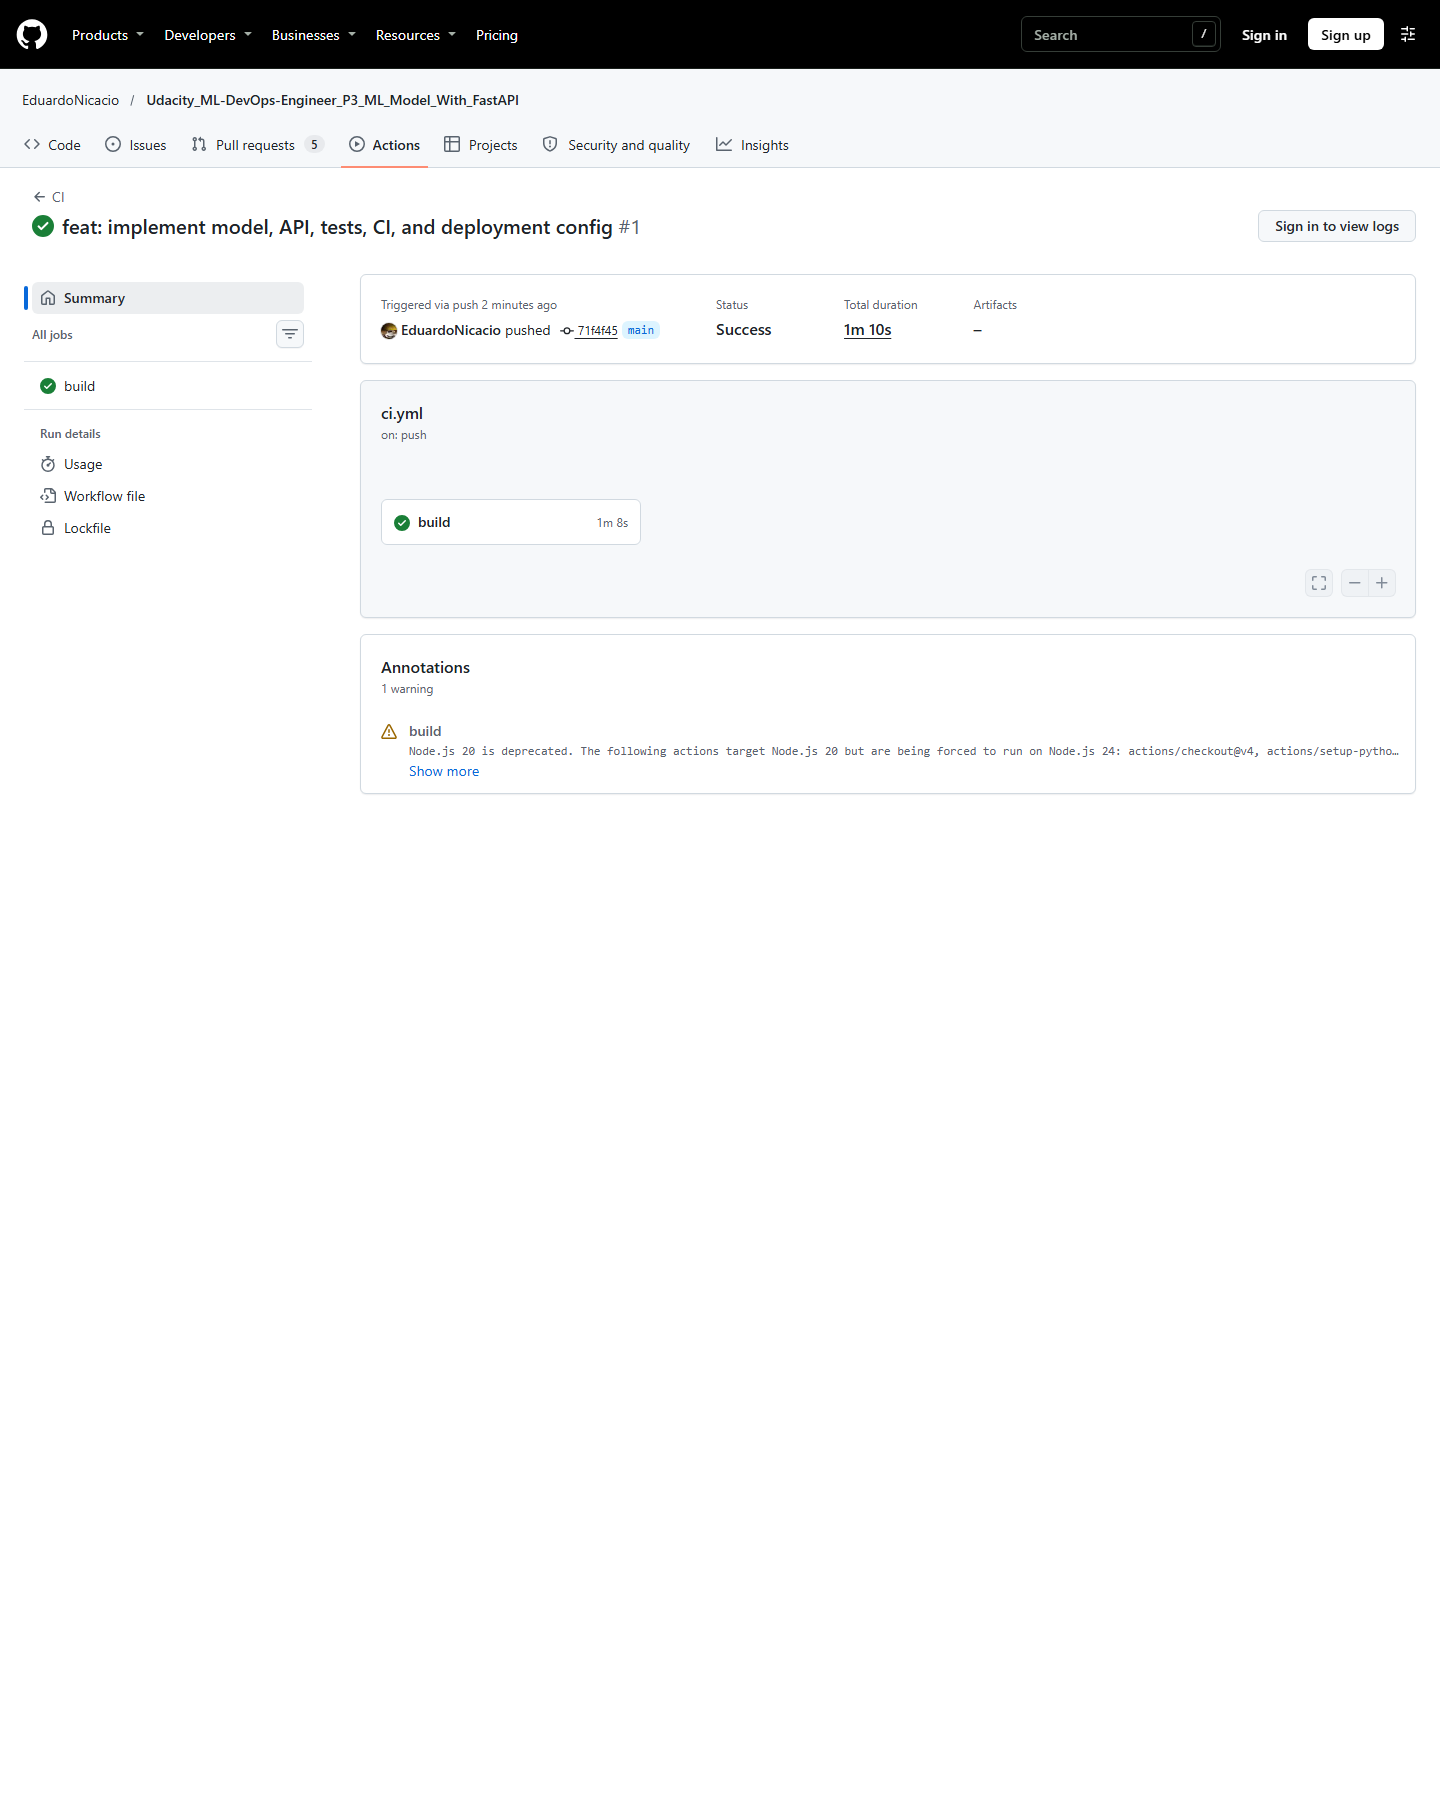 Products Developers Businesses Resources Pricing Search / Sign in Sign up
EduardoNicacio / Udacity_ML-DevOps-Engineer_P3_ML_Model_With_FastAPI
Code Issues Pull requests 5 Actions Projects Security and quality Insights
← CI
feat: implement model, API, tests, CI, and deployment config #1
Sign in to view logs
Summary
All jobs
build
Run details
Usage
Workflow file
Lockfile
Triggered via push 2 minutes ago
EduardoNicacio pushed 71f4f45 main
Status
Success
Total duration
1m 10s
Artifacts
–
ci.yml
on: push
build 1m 8s
Annotations
1 warning
build
Node.js 20 is deprecated. The following actions target Node.js 20 but are being forced to run on Node.js 24: actions/checkout@v4, actions/setup-pytho…
Show more